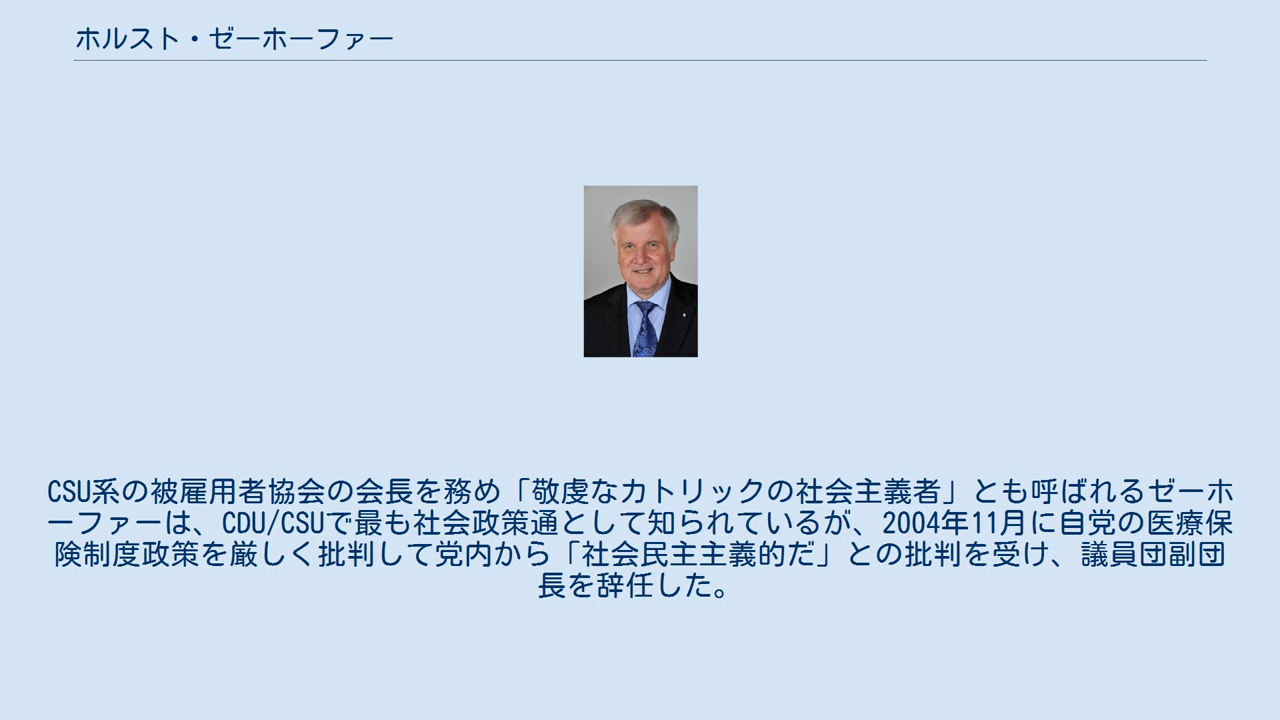 ホルスト・ゼーホーファー
CSU系の被雇用者協会の会長を務め「敬虔なカトリックの社会主義者」とも呼ばれるゼーホ
ーファーは、CDU/CSUで最も社会政策通として知られているが、2004年11月に自党の医療保
険制度政策を厳しく批判して党内から「社会民主主義的だ」との批判を受け、議員団副団
長を辞任した。